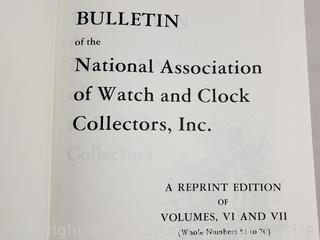 BULLETIN
of the
National Association
of Watch and Clock
Collectors, Inc.
A REPRINT EDITION
OF
VOLUMES, VI AND VII
(Whole Numbers 51 to 70)
Copyright